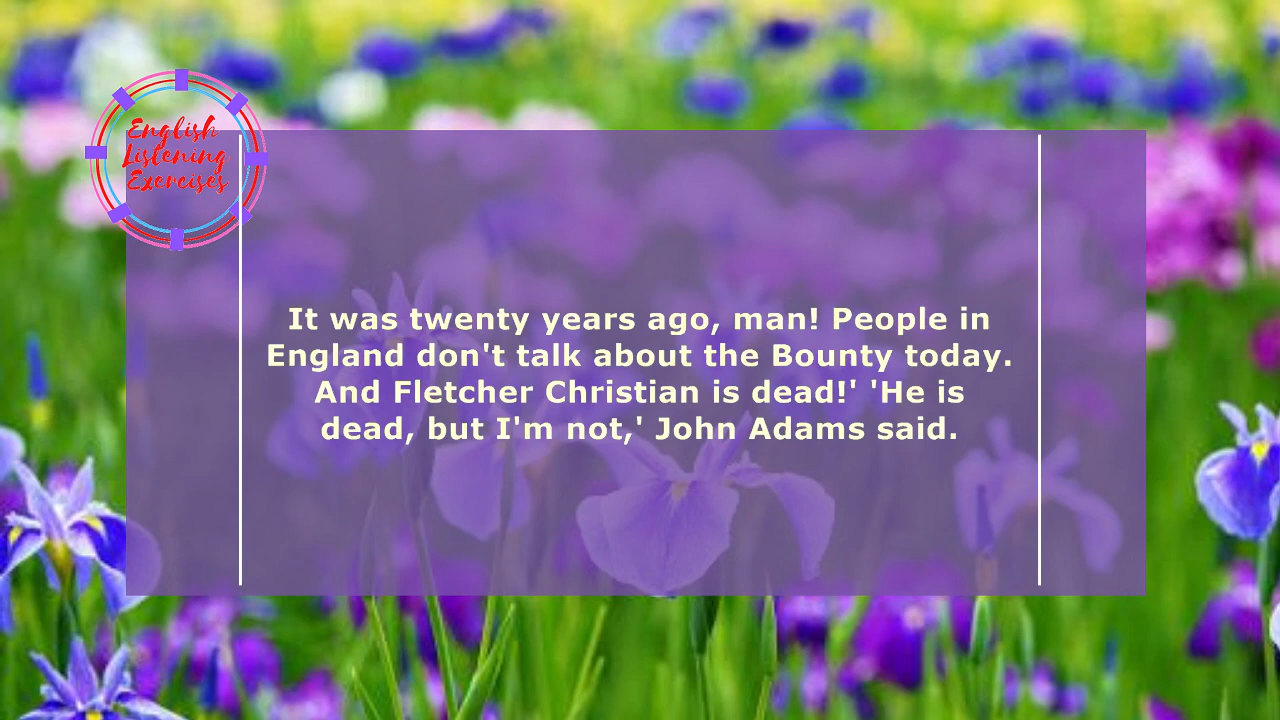 English
Listening
Exercises
It was twenty years ago, man! People in
England don't talk about the Bounty today.
And Fletcher Christian is dead!' 'He is
dead, but I'm not,' John Adams said.